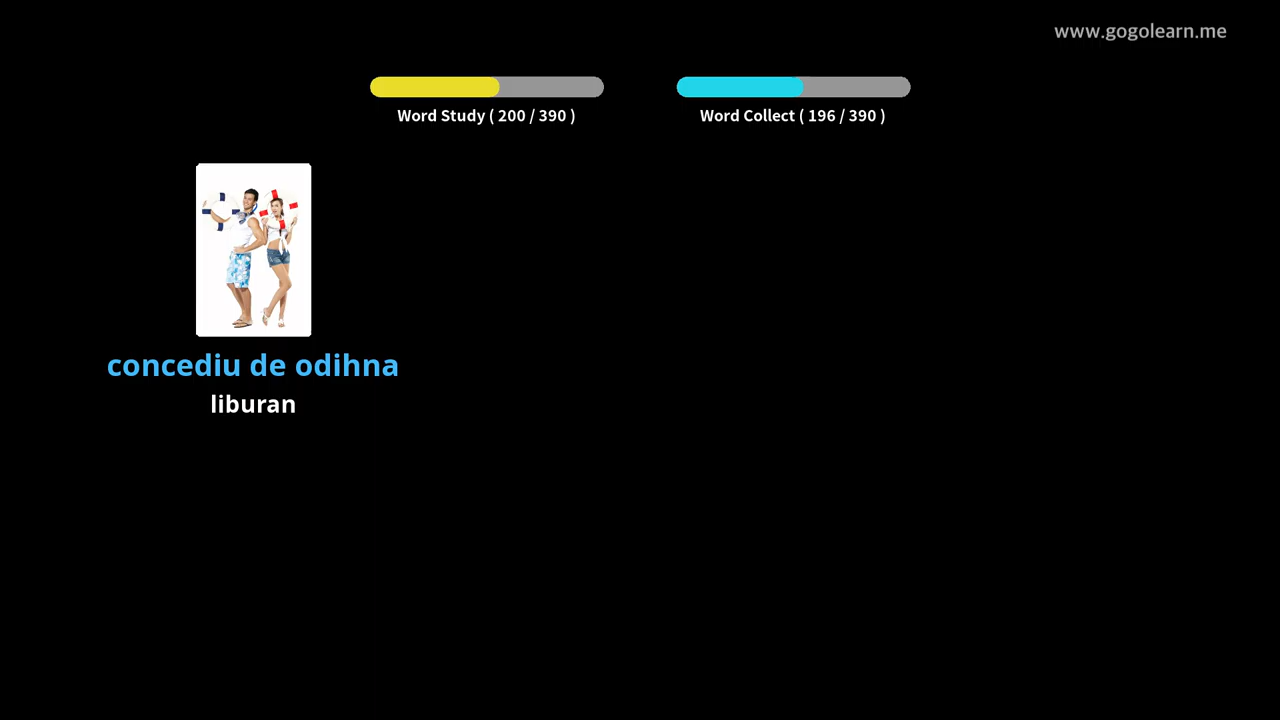 www.gogolearn.me
Word Study ( 200 / 390 )
Word Collect ( 196 / 390 )
concediu de odihna
liburan